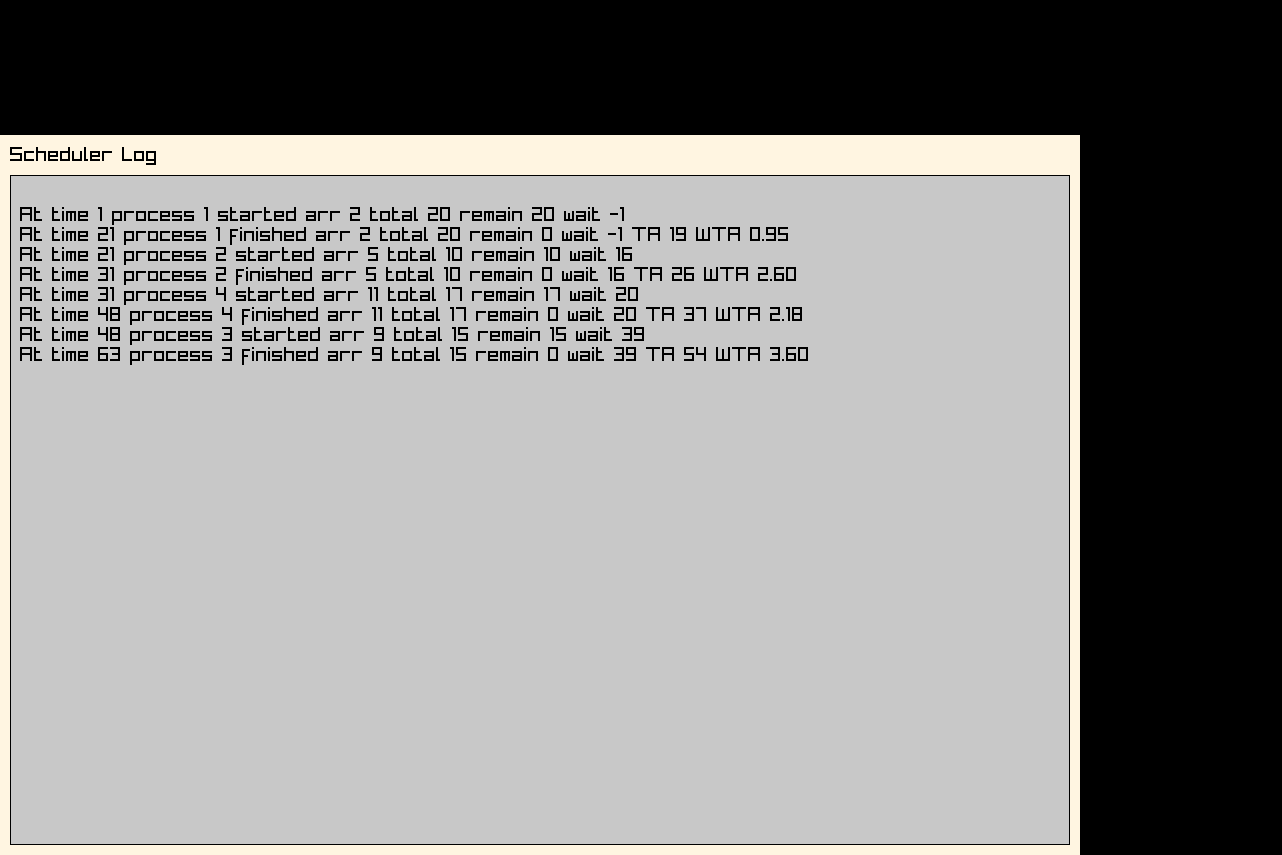 Scheduler Log
At time 1 process 1 started arr 2 total 20 remain 20 wait -1
At time 21 process 1 finished arr 2 total 20 remain 0 wait -1 TA 19 WTA 0.95
At time 21 process 2 started arr 5 total 10 remain 10 wait 16
At time 31 process 2 finished arr 5 total 10 remain 0 wait 16 TA 26 WTA 2.60
At time 31 process 4 started arr 11 total 17 remain 17 wait 20
At time 48 process 4 finished arr 11 total 17 remain 0 wait 20 TA 37 WTA 2.18
At time 48 process 3 started arr 9 total 15 remain 15 wait 39
At time 63 process 3 finished arr 9 total 15 remain 0 wait 39 TA 54 WTA 3.60